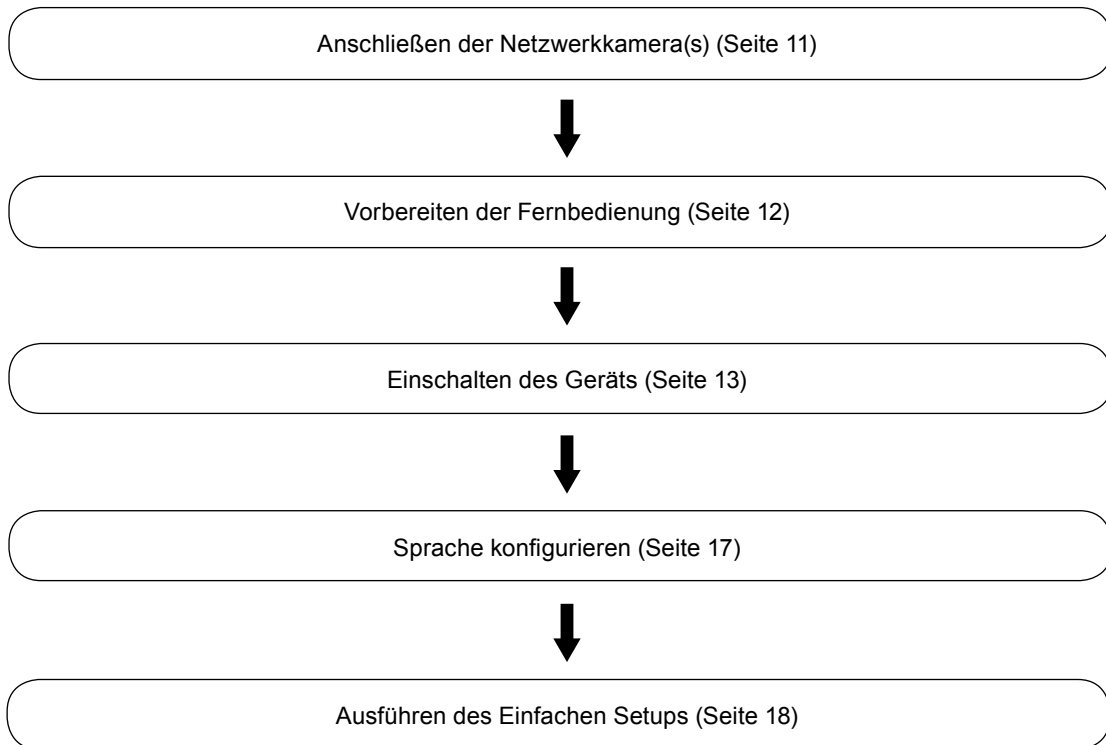 Anschließen der Netzwerkkamera(s) (Seite 11)
Vorbereiten der Fernbedienung (Seite 12)
Einschalten des Geräts (Seite 13)
Sprache konfigurieren (Seite 17)
Ausführen des Einfachen Setups (Seite 18)